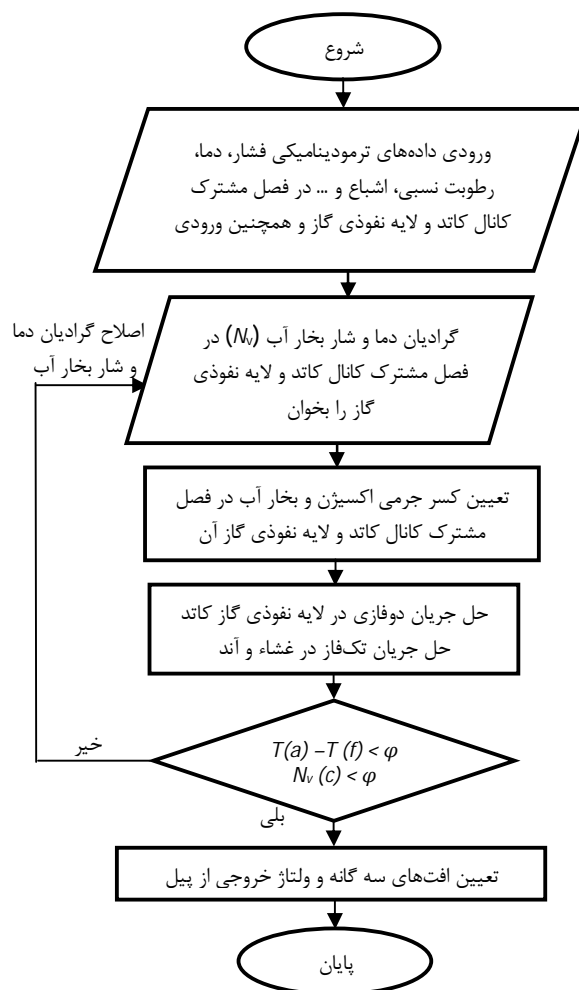 شروع
ورودی داده‌های ترمودینامیکی فشار، دما،
رطوبت نسبی، اشباع و ... در فصل مشترک
کانال کاتد و لایه نفوذی گاز و همچنین ورودی
اصلاح گرادیان دما
و شار بخار آب
گرادیان دما و شار بخار آب (Nv) در
فصل مشترک کانال کاتد و لایه نفوذی
گاز را بخوان
تعیین کسر جرمی اکسیژن و بخار آب در فصل
مشترک کانال کاتد و لایه نفوذی گاز آن
حل جریان دوفازی در لایه نفوذی گاز کاتد
حل جریان تک‌فاز در غشاء و آند
T(a) –T (f) < φ
Nv (c) < φ
خیر
بلی
تعیین افت‌های سه گانه و ولتاژ خروجی از پیل
پایان